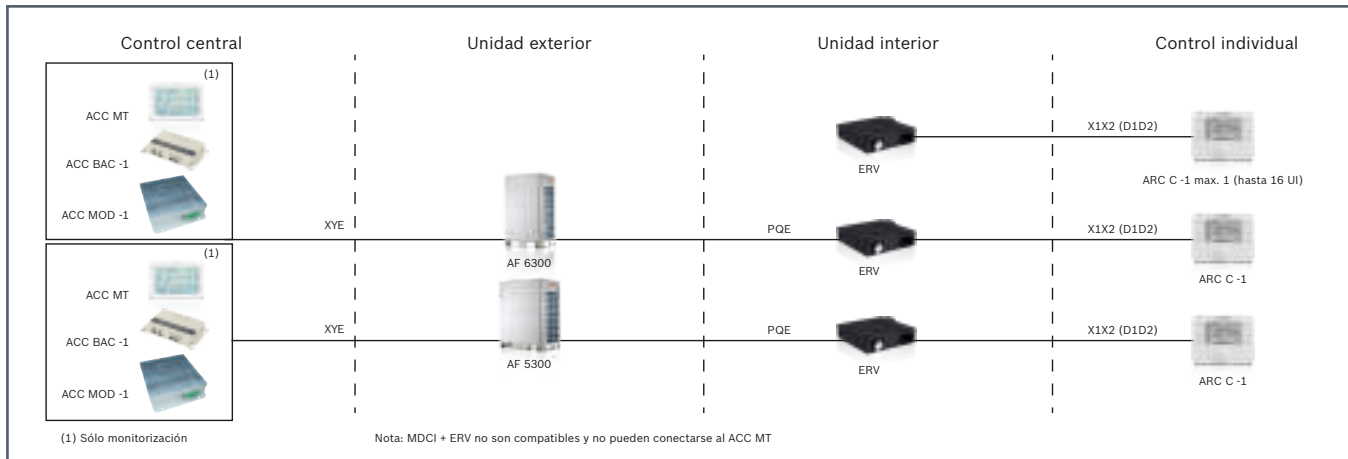 Control central
Unidad exterior
Unidad interior
Control individual
(1)
ACC MT
ACC BAC -1
ACC MOD -1
XYE
AF 6300
ERV
X1X2 (D1D2)
ARC C -1 max. 1 (hasta 16 UI)
PQE
ERV
X1X2 (D1D2)
ARC C -1
(1)
ACC MT
ACC BAC -1
ACC MOD -1
XYE
AF 5300
PQE
ERV
X1X2 (D1D2)
ARC C -1
(1) Sólo monitorización
Nota: MDCI + ERV no son compatibles y no pueden conectarse al ACC MT